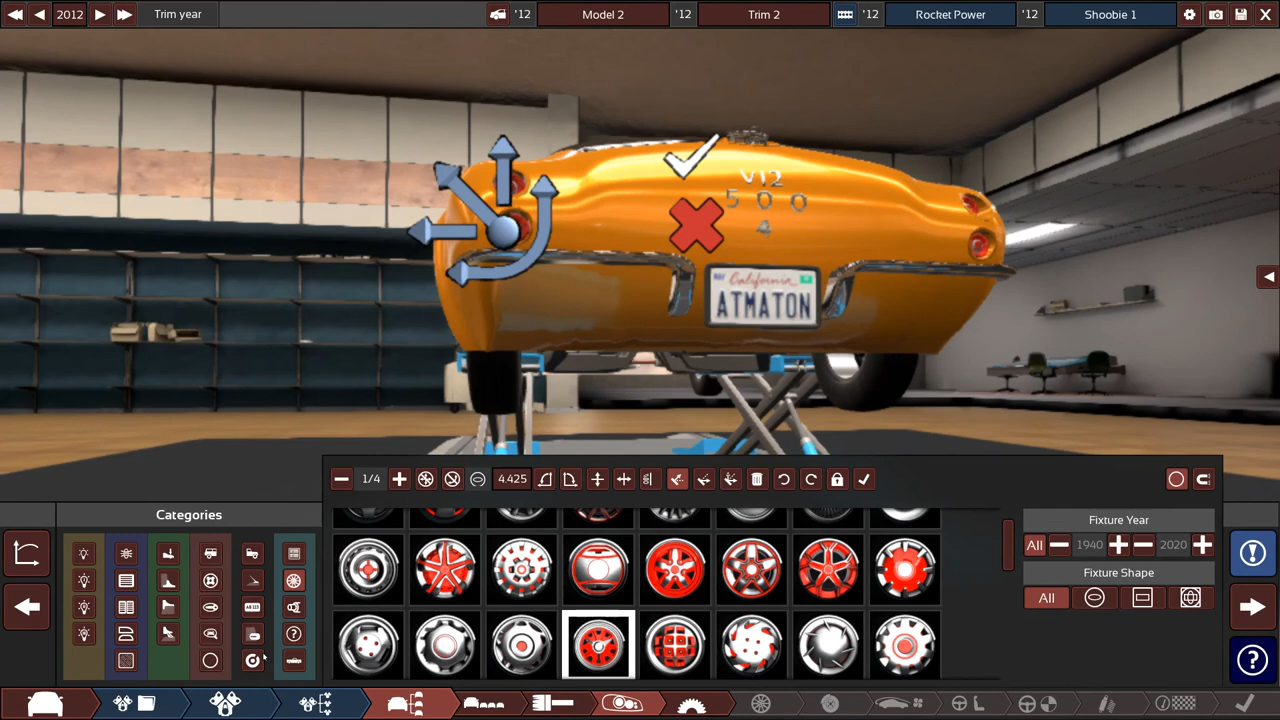 2012 Trim year '12 Model 2 '12 Trim 2 '12 Rocket Power '12 Shoobie 1
V12
5 0 0
4
California
ATMATON
1/4 4.425
Categories
Fixture Year
All 1940 2020
Fixture Shape
All